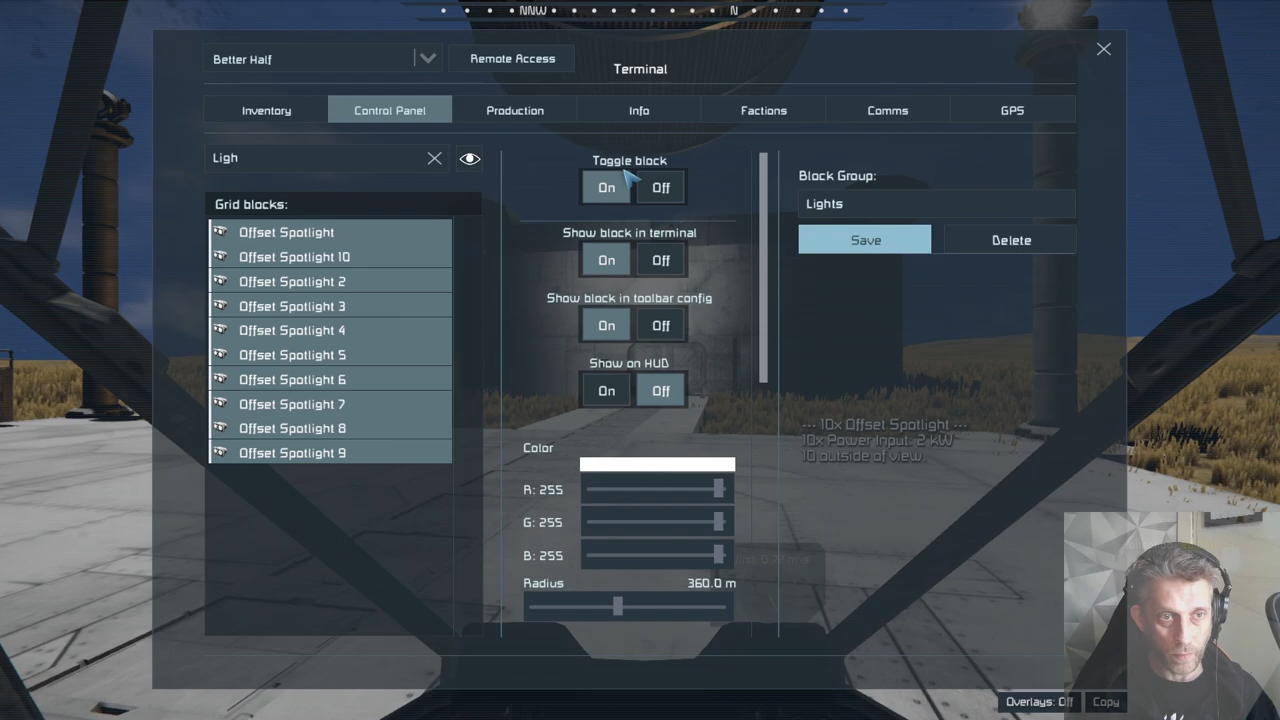 NNW N
Better Half Remote Access
Terminal
Inventory Control Panel Production Info Factions Comms GPS
Ligh
Grid blocks:
Offset Spotlight
Offset Spotlight 10
Offset Spotlight 2
Offset Spotlight 3
Offset Spotlight 4
Offset Spotlight 5
Offset Spotlight 6
Offset Spotlight 7
Offset Spotlight 8
Offset Spotlight 9
Toggle block
On Off
Show block in terminal
On Off
Show block in toolbar config
On Off
Show on HUD
On Off
Color
R: 255
G: 255
B: 255
Radius 360.0 m
Block Group:
Lights
Save Delete
--- 10x Offset Spotlight ---
10x Power Input: 2 kW
10 outside of view.
Overlays: Off Copy